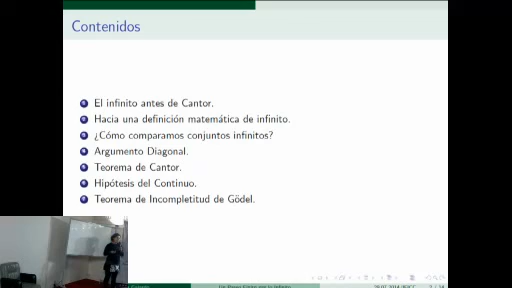 Contenidos
1 El infinito antes de Cantor.
2 Hacia una definición matemática de infinito.
3 ¿Cómo comparamos conjuntos infinitos?
4 Argumento Diagonal.
5 Teorema de Cantor.
6 Hipótesis del Continuo.
7 Teorema de Incompletitud de Gödel.